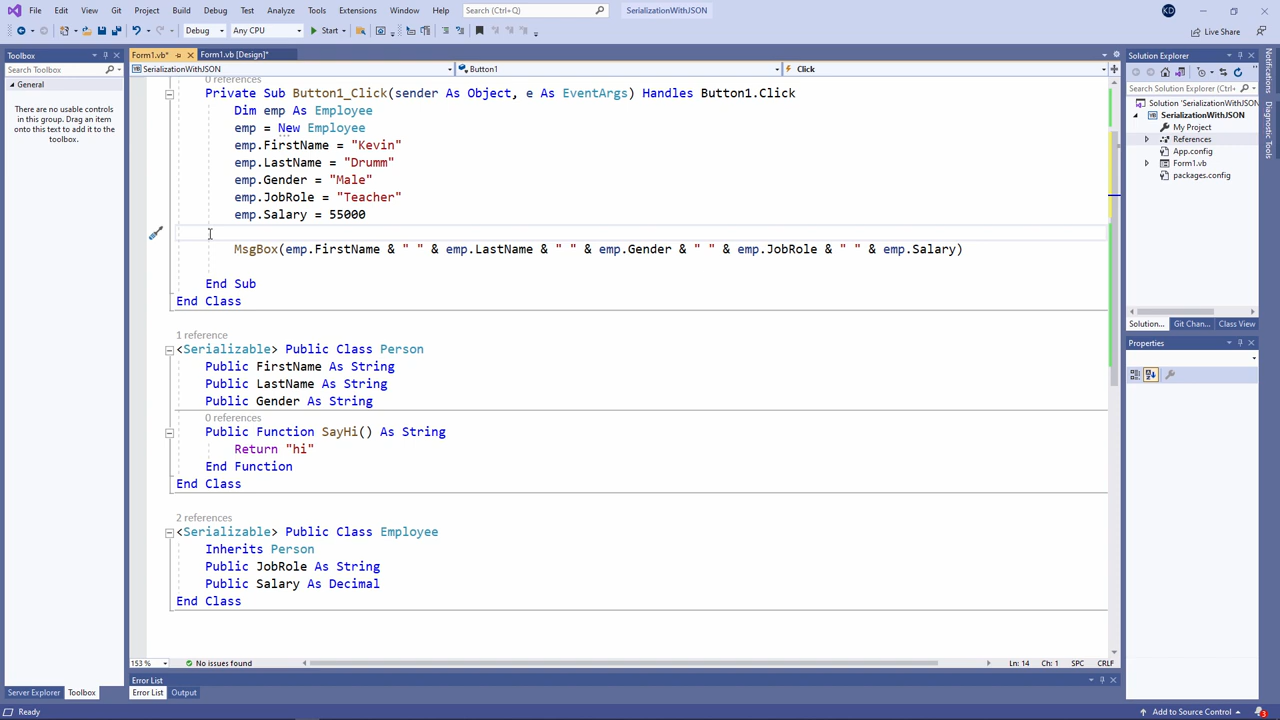 File Edit View Git Project Build Debug Test Analyze Tools Extensions Window Help Search (Ctrl+Q) SerializationWithJSON KD
Debug Any CPU Start Live Share
Toolbox
Search Toolbox
General
There are no usable controls in this group. Drag an item onto this text to add it to the toolbox.
Form1.vb* Form1.vb [Design]*
SerializationWithJSON Button1 Click
0 references
Private Sub Button1_Click(sender As Object, e As EventArgs) Handles Button1.Click
Dim emp As Employee
emp = New Employee
emp.FirstName = "Kevin"
emp.LastName = "Drumm"
emp.Gender = "Male"
emp.JobRole = "Teacher"
emp.Salary = 55000
MsgBox(emp.FirstName & " " & emp.LastName & " " & emp.Gender & " " & emp.JobRole & " " & emp.Salary)
End Sub
End Class
1 reference
<Serializable> Public Class Person
Public FirstName As String
Public LastName As String
Public Gender As String
0 references
Public Function SayHi() As String
Return "hi"
End Function
End Class
2 references
<Serializable> Public Class Employee
Inherits Person
Public JobRole As String
Public Salary As Decimal
End Class
153 % No issues found Ln: 14 Ch: 1 SPC CRLF
Error List
Server Explorer Toolbox Error List Output
Solution Explorer
Search Solution Explorer (Ctrl+;)
Solution 'SerializationWithJSON
SerializationWithJSON
My Project
References
App.config
Form1.vb
packages.config
Solution... Git Chan... Class View
Properties
Notifications
Diagnostic Tools
Ready Add to Source Control 3